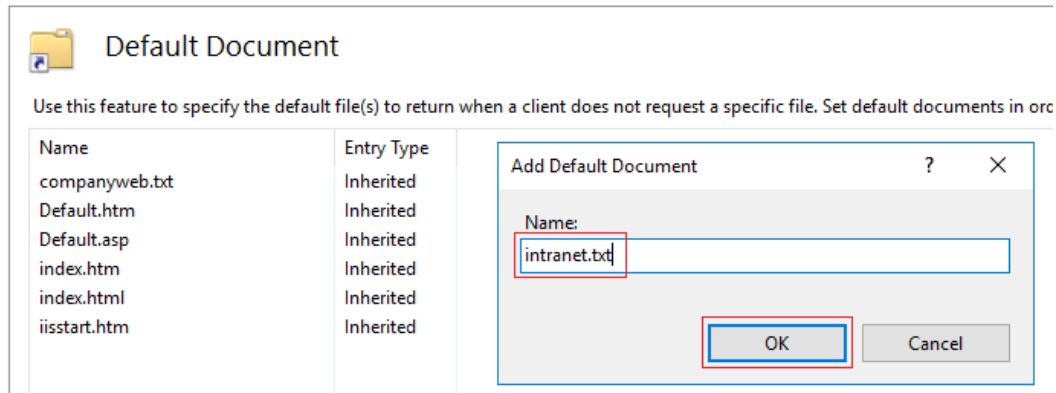 Default Document
Use this feature to specify the default file(s) to return when a client does not request a specific file. Set default documents in ord
Name Entry Type
companyweb.txt Inherited
Default.htm Inherited
Default.asp Inherited
index.htm Inherited
index.html Inherited
iisstart.htm Inherited
Add Default Document ?
Name:
intranet.txt
OK Cancel